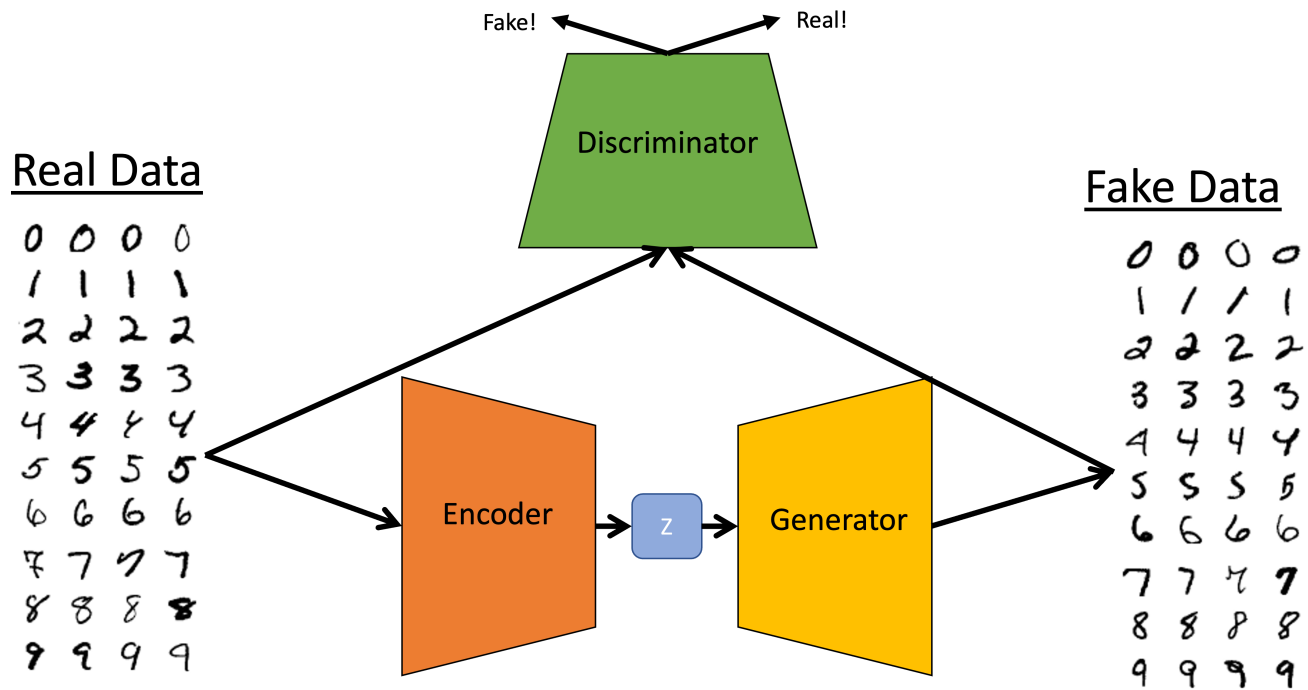 Fake!
Real!
Discriminator
Real Data
0 0 0 0
1 1 1 1
2 2 2 2
3 3 3 3
4 4 4 4
5 5 5 5
6 6 6 6
7 7 7 7
8 8 8 8
9 9 9 9
Encoder
z
Generator
Fake Data
0 0 0 0
1 1 1 1
2 2 2 2
3 3 3 3
4 4 4 4
5 5 5 5
6 6 6 6
7 7 7 7
8 8 8 8
9 9 9 9